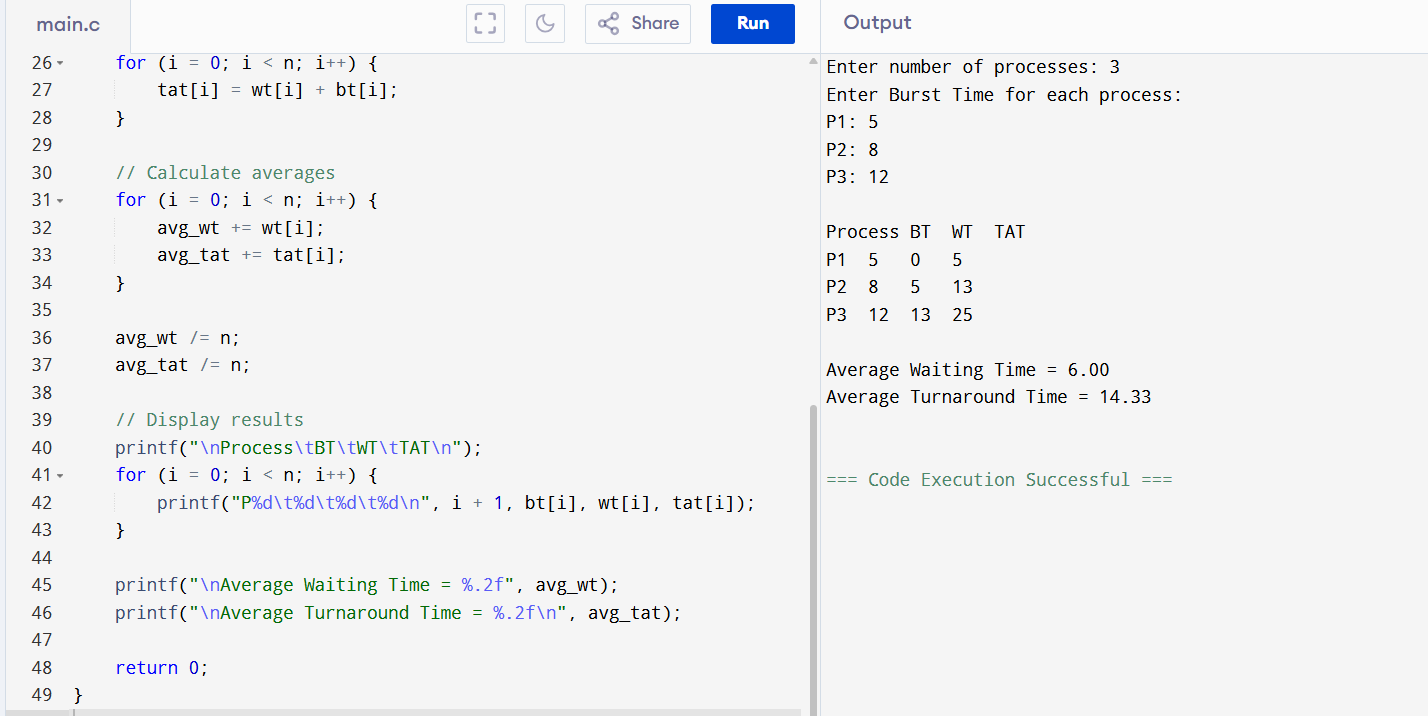 main.c
Share
Run
Output
26 for (i = 0; i < n; i++) {
27 tat[i] = wt[i] + bt[i];
28 }
29
30 // Calculate averages
31 for (i = 0; i < n; i++) {
32 avg_wt += wt[i];
33 avg_tat += tat[i];
34 }
35
36 avg_wt /= n;
37 avg_tat /= n;
38
39 // Display results
40 printf("\nProcess\tBT\tWT\tTAT\n");
41 for (i = 0; i < n; i++) {
42 printf("P%d\t%d\t%d\t%d\n", i + 1, bt[i], wt[i], tat[i]);
43 }
44
45 printf("\nAverage Waiting Time = %.2f", avg_wt);
46 printf("\nAverage Turnaround Time = %.2f\n", avg_tat);
47
48 return 0;
49 }
Enter number of processes: 3
Enter Burst Time for each process:
P1: 5
P2: 8
P3: 12
Process BT WT TAT
P1 5 0 5
P2 8 5 13
P3 12 13 25
Average Waiting Time = 6.00
Average Turnaround Time = 14.33
=== Code Execution Successful ===